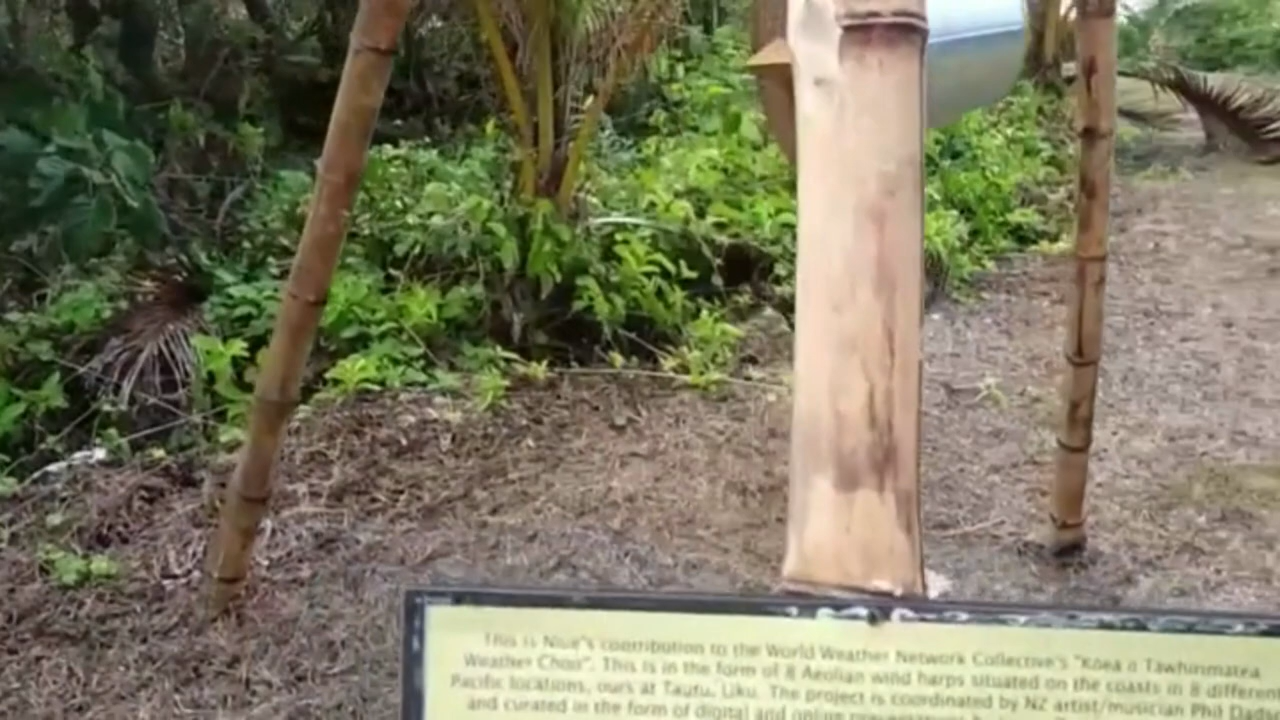 This is Niue's contribution to the World Weather Network Collective's "Koea o Tawhirimatea
Weather Choir". This is in the form of 8 Aeolian wind harps situated on the coasts in 8 different
Pacific locations, ours at Tautu, Liku. The project is coordinated by NZ artist/musician Phil Dadson
and curated in the form of digital and online